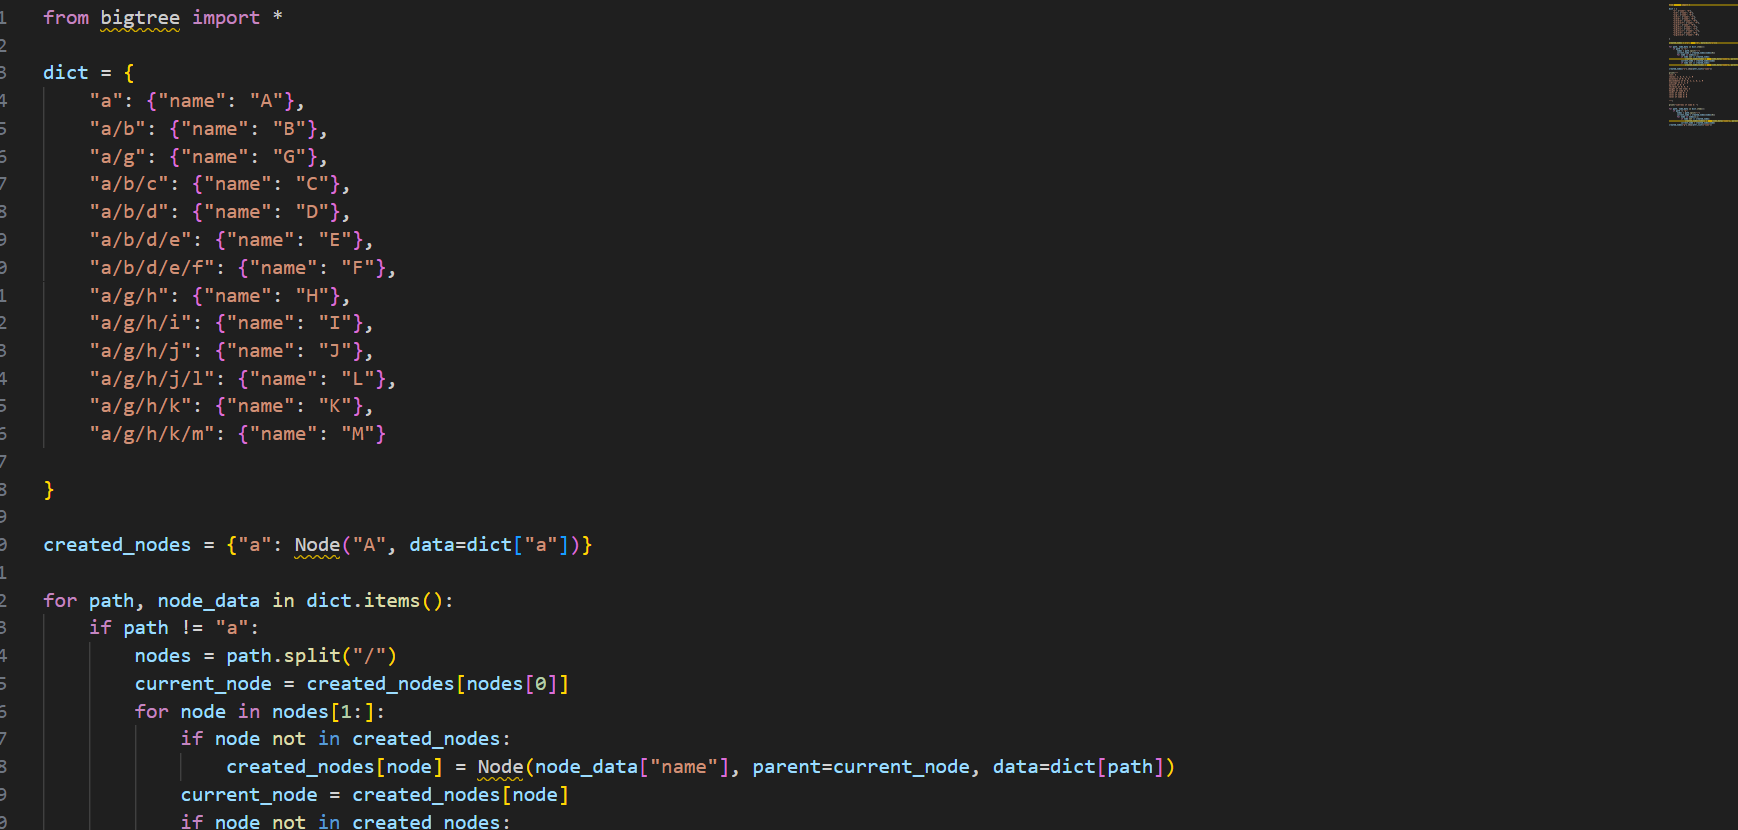 1 from bigtree import *
2
3 dict = {
4     "a": {"name": "A"},
5     "a/b": {"name": "B"},
6     "a/g": {"name": "G"},
7     "a/b/c": {"name": "C"},
8     "a/b/d": {"name": "D"},
9     "a/b/d/e": {"name": "E"},
0     "a/b/d/e/f": {"name": "F"},
1     "a/g/h": {"name": "H"},
2     "a/g/h/i": {"name": "I"},
3     "a/g/h/j": {"name": "J"},
4     "a/g/h/j/l": {"name": "L"},
5     "a/g/h/k": {"name": "K"},
6     "a/g/h/k/m": {"name": "M"}
7
8 }
9
0 created_nodes = {"a": Node("A", data=dict["a"])}
1
2 for path, node_data in dict.items():
3     if path != "a":
4         nodes = path.split("/")
5         current_node = created_nodes[nodes[0]]
6         for node in nodes[1:]:
7             if node not in created_nodes:
8                 created_nodes[node] = Node(node_data["name"], parent=current_node, data=dict[path])
9             current_node = created_nodes[node]
0             if node not in created_nodes: